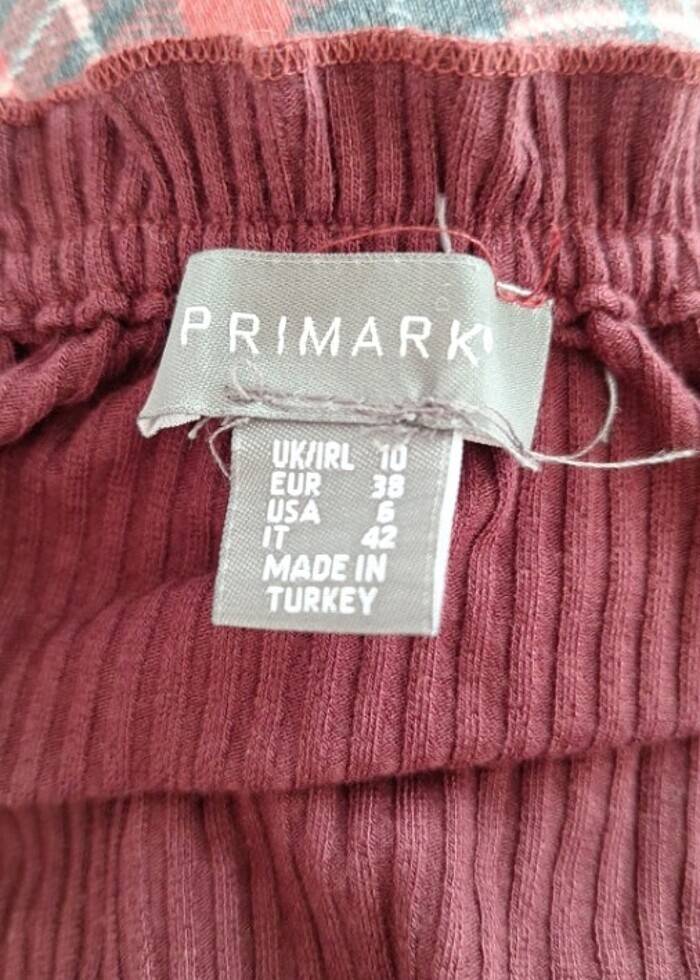 PRIMARK
UK/IRL 10
EUR 38
USA 6
IT 42
MADE IN
TURKEY